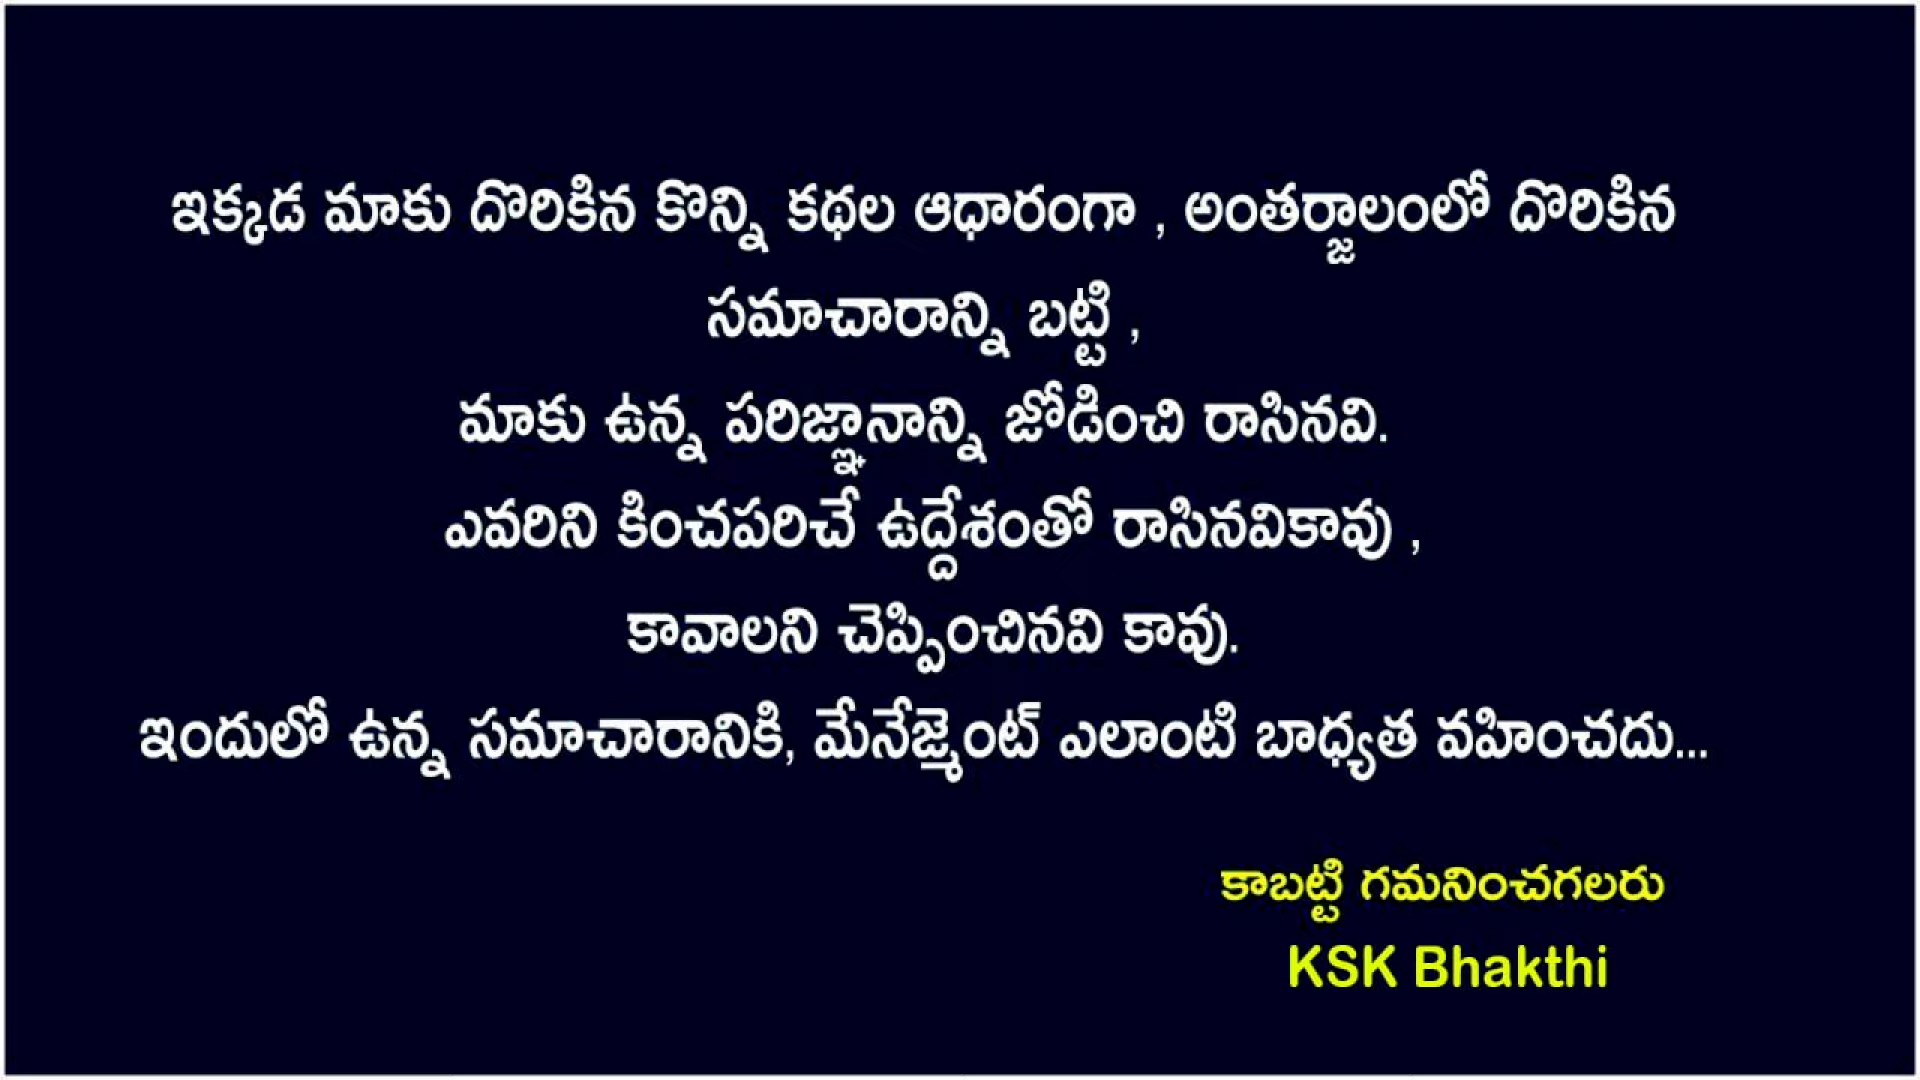 ఇక్కడ మాకు దొరికిన కొన్ని కథల ఆధారంగా , అంతర్జాలంలో దొరికిన
సమాచారాన్ని బట్టి ,
మాకు ఉన్న పరిజ్ఞానాన్ని జోడించి రాసినవి.
ఎవరిని కించపరిచే ఉద్దేశంతో రాసినవికావు ,
కావాలని చెప్పించినవి కావు.
ఇందులో ఉన్న సమాచారానికి, మేనేజ్మెంట్ ఎలాంటి బాధ్యత వహించదు...
కాబట్టి గమనించగలరు
KSK Bhakthi